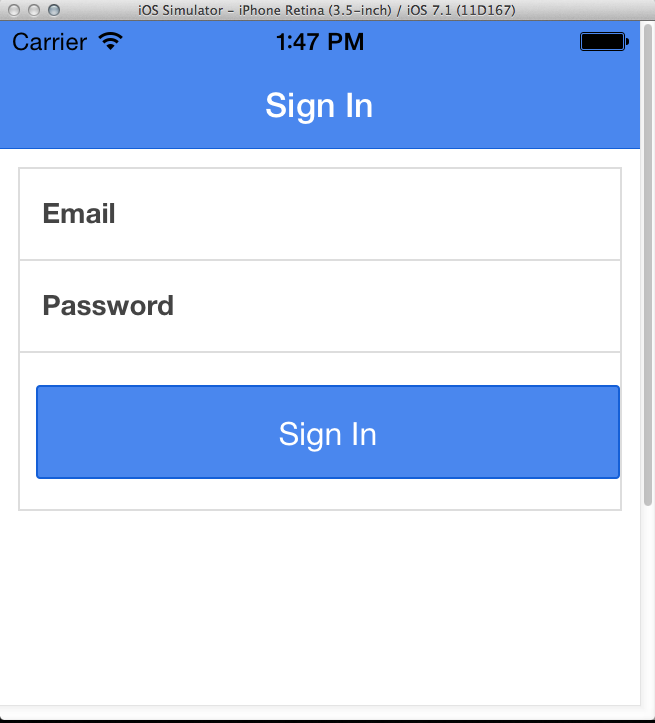 iOS Simulator - iPhone Retina (3.5-inch) / iOS 7.1 (11D167)
Carrier 1:47 PM
Sign In
Email
Password
Sign In